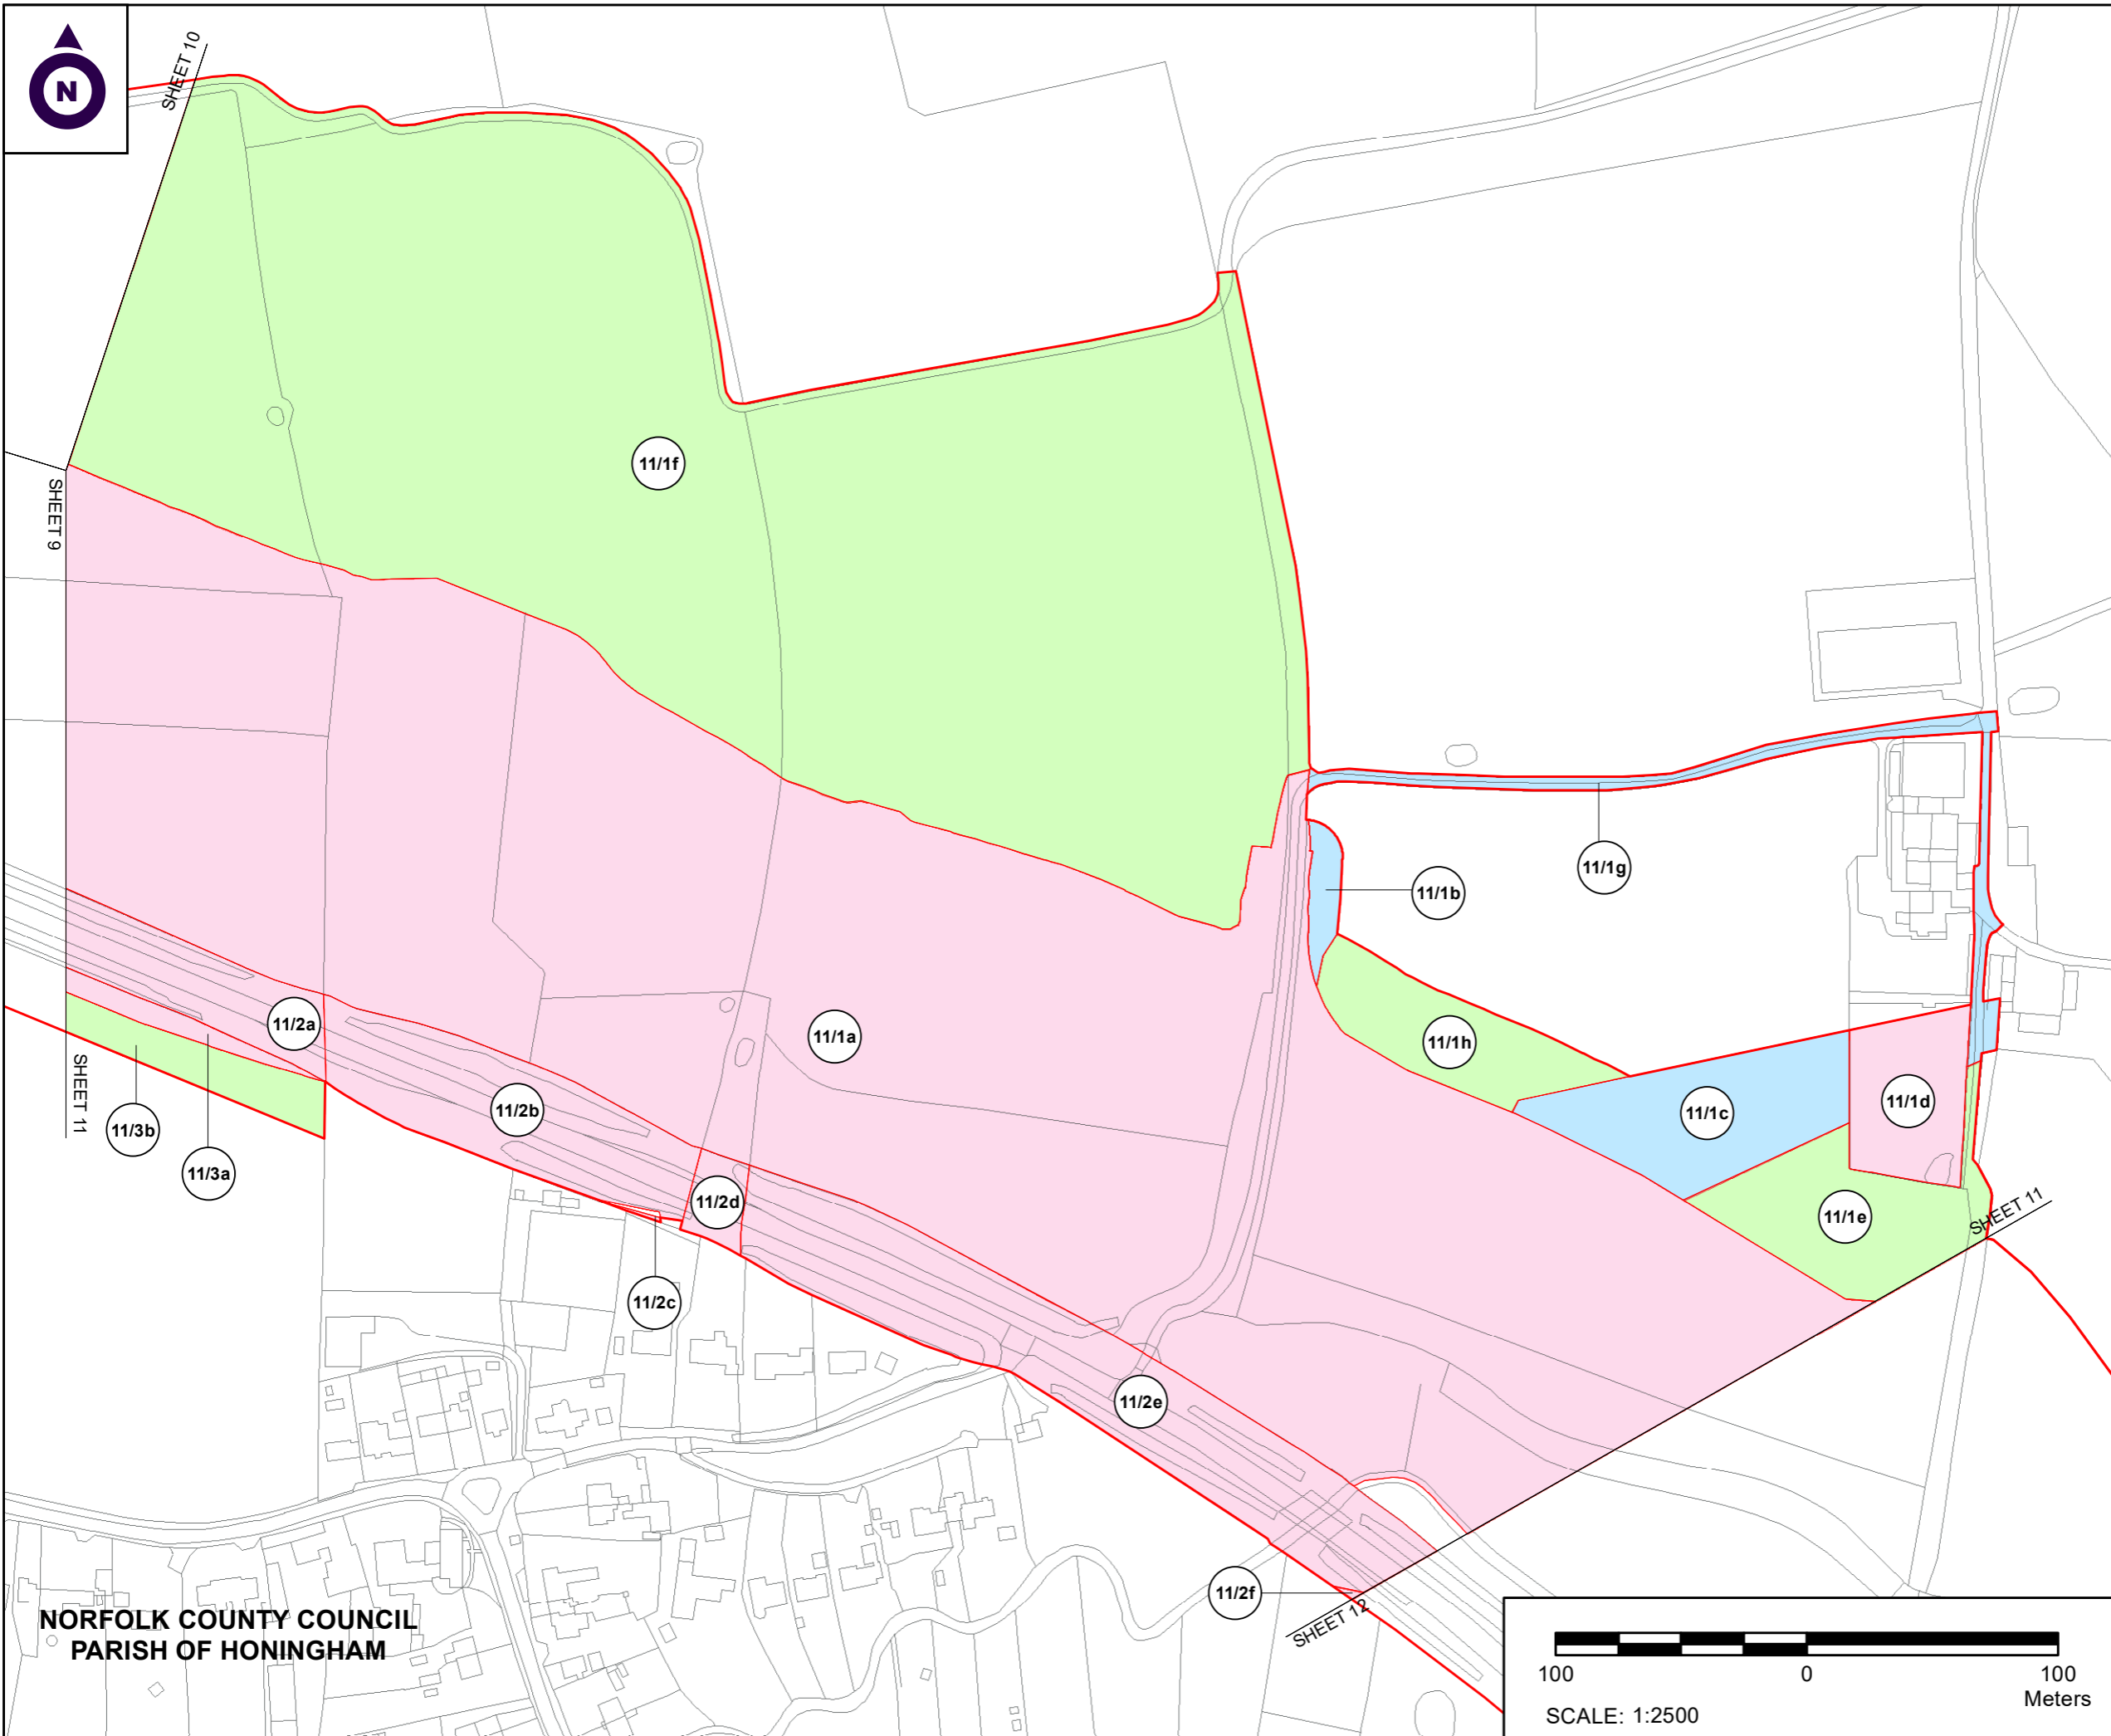 N
SHEET 10
11/1f
SHEET 9
11/1g
11/1b
11/2a
11/1a
11/1h
SHEET 11
11/3b
11/2b
11/1c
11/1d
11/3a
11/2d
11/1e
SHEET 11
11/2c
11/2e
11/2f
SHEET 12
NORFOLK COUNTY COUNCIL
PARISH OF HONINGHAM
100 0 100
Meters
SCALE: 1:2500